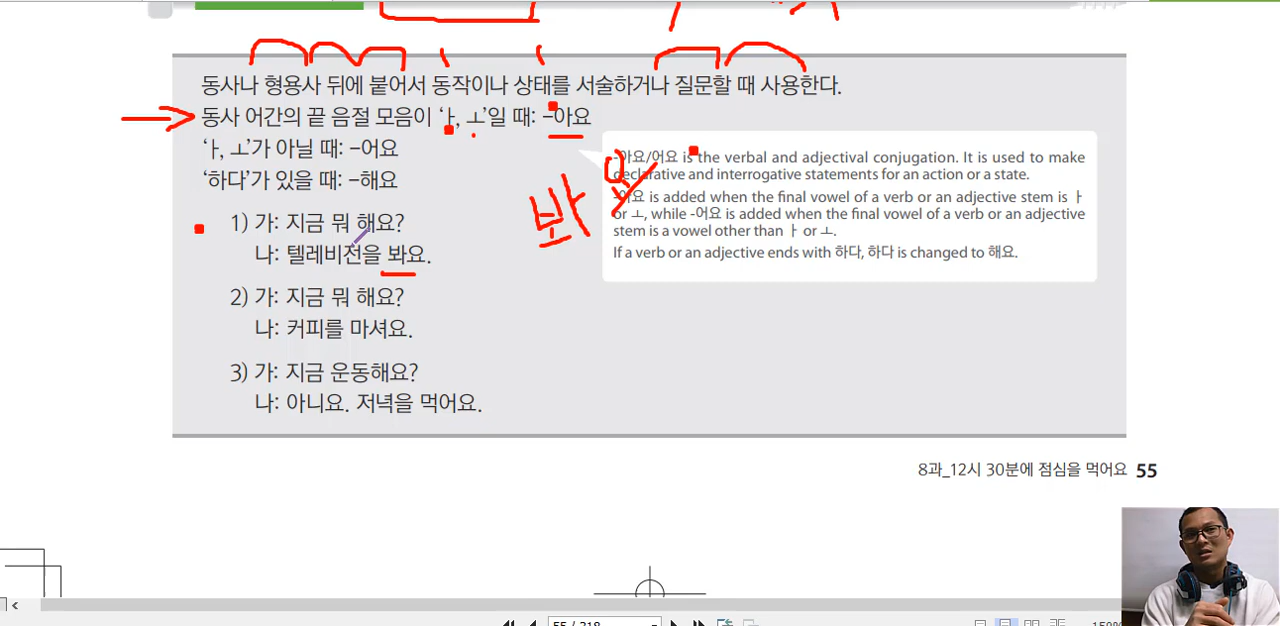 동사나 형용사 뒤에 붙어서 동작이나 상태를 서술하거나 질문할 때 사용한다.
동사 어간의 끝 음절 모음이 ‘ㅏ, ㅗ’일 때: -아요
‘ㅏ, ㅗ’가 아닐 때: -어요
‘하다’가 있을 때: -해요
-아요/어요 is the verbal and adjectival conjugation. It is used to make
declarative and interrogative statements for an action or a state.
-아요 is added when the final vowel of a verb or an adjective stem is ㅏ
or ㅗ, while -어요 is added when the final vowel of a verb or an adjective
stem is a vowel other than ㅏ or ㅗ.
If a verb or an adjective ends with 하다, 하다 is changed to 해요.
봐요
1) 가: 지금 뭐 해요?
나: 텔레비전을 봐요.
2) 가: 지금 뭐 해요?
나: 커피를 마셔요.
3) 가: 지금 운동해요?
나: 아니요. 저녁을 먹어요.
8과_12시 30분에 점심을 먹어요 55
55 / 218
150%